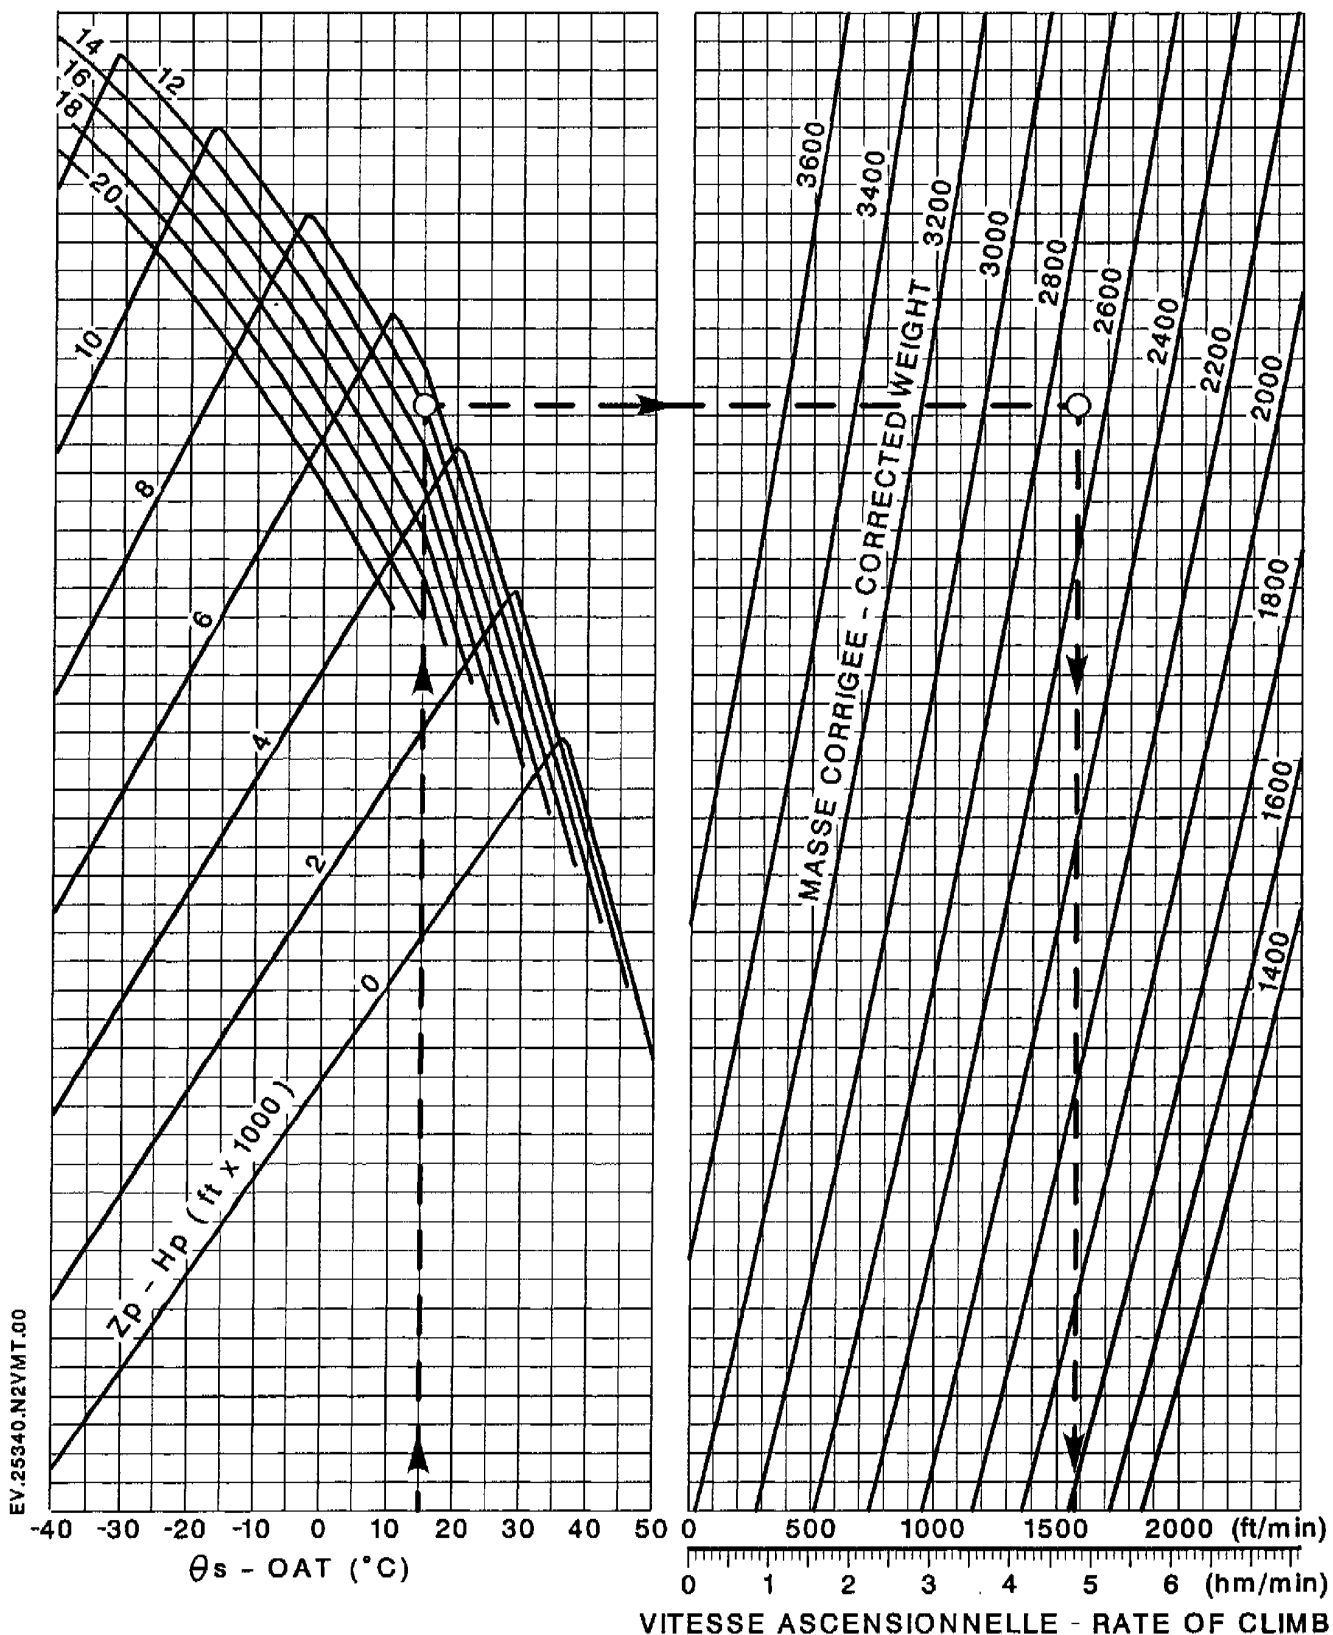 14
16
18
20
12
10
8
6
4
2
0
Zp - Hp ( ft x 1000 )
3600
3400
3200
3000
2800
2600
2400
2200
2000
1800
1600
1400
MASSE CORRIGEE - CORRECTED WEIGHT
EV.25340.N2VMT.00
-40 -30 -20 -10 0 10 20 30 40 50
θs - OAT (°C)
0 500 1000 1500 2000 (ft/min)
0 1 2 3 4 5 6 (hm/min)
VITESSE ASCENSIONNELLE - RATE OF CLIMB